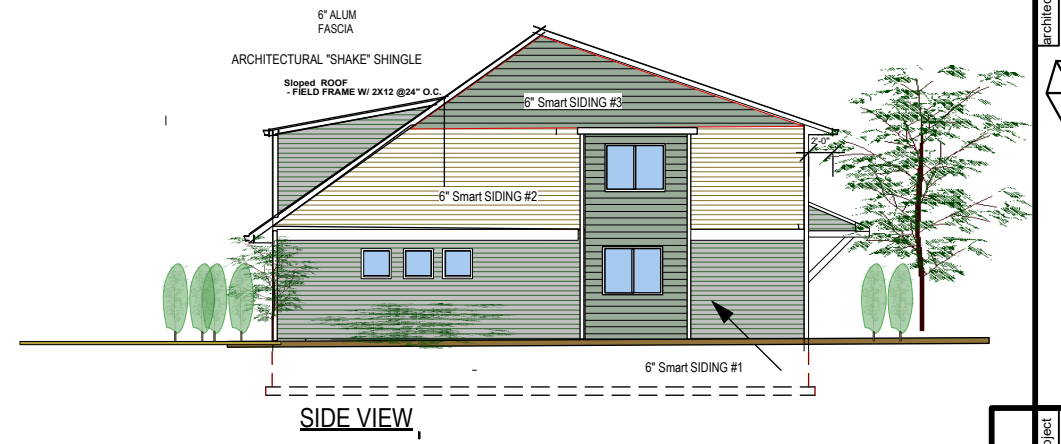 6" ALUM
FASCIA
ARCHITECTURAL "SHAKE" SHINGLE
Sloped ROOF
- FIELD FRAME W/ 2X12 @24" O.C.
6" Smart SIDING #3
2'-0"
6" Smart SIDING #2
6" Smart SIDING #1
SIDE VIEW
architec
oject